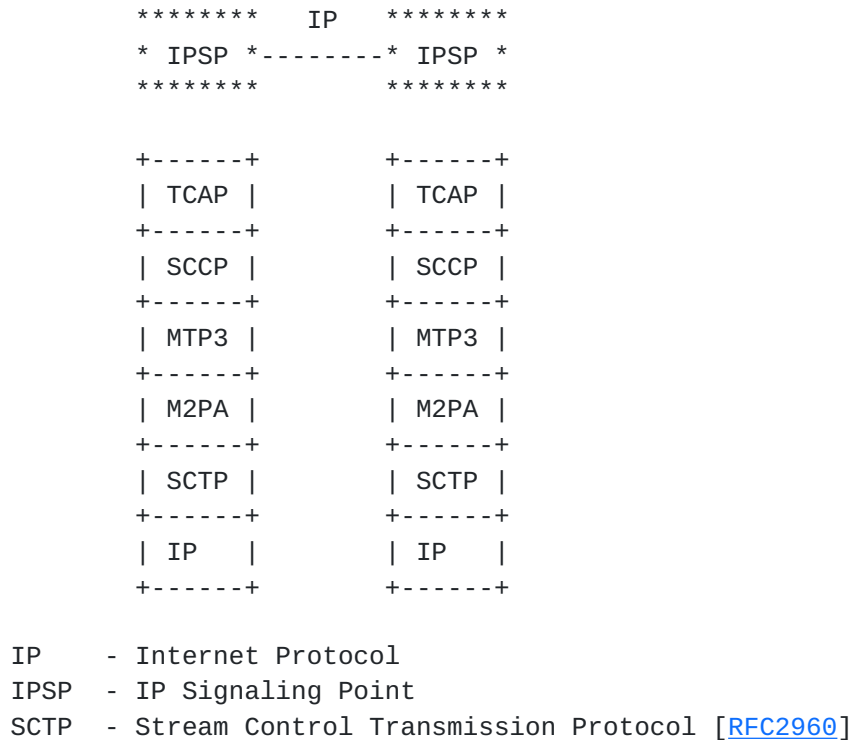 ********   IP   ********
        * IPSP *--------* IPSP *
        ********        ********

        +------+        +------+
        | TCAP |        | TCAP |
        +------+        +------+
        | SCCP |        | SCCP |
        +------+        +------+
        | MTP3 |        | MTP3 |
        +------+        +------+
        | M2PA |        | M2PA |
        +------+        +------+
        | SCTP |        | SCTP |
        +------+        +------+
        | IP   |        | IP   |
        +------+        +------+

IP    - Internet Protocol
IPSP  - IP Signaling Point
SCTP  - Stream Control Transmission Protocol [RFC2960]